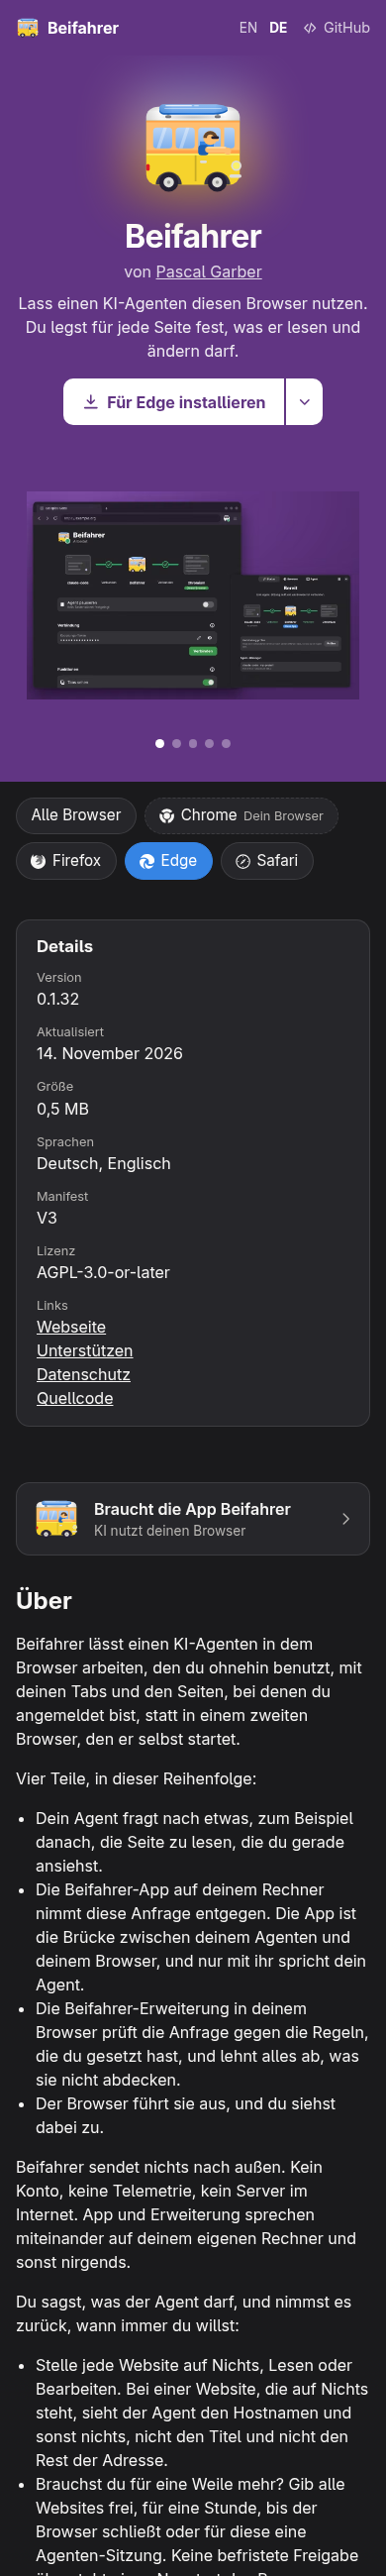 Beifahrer EN DE GitHub
Beifahrer
von Pascal Garber
Lass einen KI-Agenten diesen Browser nutzen.
Du legst für jede Seite fest, was er lesen und
ändern darf.
Für Edge installieren
Beifahrer
Alle Browser Chrome Dein Browser
Firefox Edge Safari
Details
Version
0.1.32
Aktualisiert
14. November 2026
Größe
0,5 MB
Sprachen
Deutsch, Englisch
Manifest
V3
Lizenz
AGPL-3.0-or-later
Links
Webseite
Unterstützen
Datenschutz
Quellcode
Braucht die App Beifahrer
KI nutzt deinen Browser
Über
Beifahrer lässt einen KI-Agenten in dem
Browser arbeiten, den du ohnehin benutzt, mit
deinen Tabs und den Seiten, bei denen du
angemeldet bist, statt in einem zweiten
Browser, den er selbst startet.
Vier Teile, in dieser Reihenfolge:
Dein Agent fragt nach etwas, zum Beispiel
danach, die Seite zu lesen, die du gerade
ansiehst.
Die Beifahrer-App auf deinem Rechner
nimmt diese Anfrage entgegen. Die App ist
die Brücke zwischen deinem Agenten und
deinem Browser, und nur mit ihr spricht dein
Agent.
Die Beifahrer-Erweiterung in deinem
Browser prüft die Anfrage gegen die Regeln,
die du gesetzt hast, und lehnt alles ab, was
sie nicht abdecken.
Der Browser führt sie aus, und du siehst
dabei zu.
Beifahrer sendet nichts nach außen. Kein
Konto, keine Telemetrie, kein Server im
Internet. App und Erweiterung sprechen
miteinander auf deinem eigenen Rechner und
sonst nirgends.
Du sagst, was der Agent darf, und nimmst es
zurück, wann immer du willst:
Stelle jede Website auf Nichts, Lesen oder
Bearbeiten. Bei einer Website, die auf Nichts
steht, sieht der Agent den Hostnamen und
sonst nichts, nicht den Titel und nicht den
Rest der Adresse.
Brauchst du für eine Weile mehr? Gib alle
Websites frei, für eine Stunde, bis der
Browser schließt oder für diese eine
Agenten-Sitzung. Keine befristete Freigabe